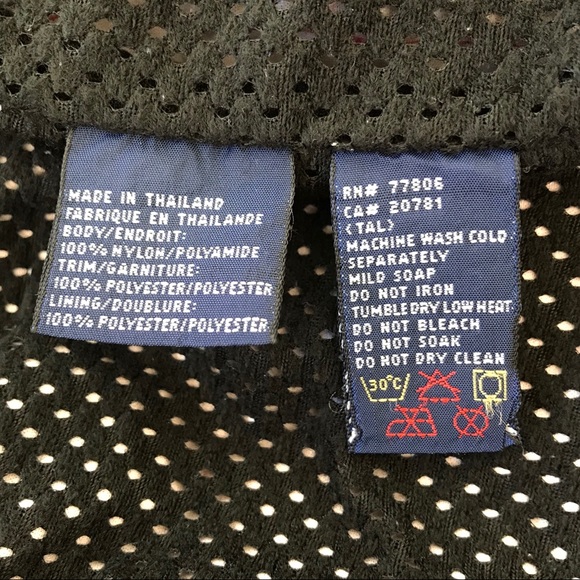 MADE IN THAILAND
FABRIQUE EN THAILANDE
BODY/ENDROIT:
100% NYLON/POLYAMIDE
TRIM/GARNITURE:
100% POLYESTER/POLYESTER
LINING/DOUBLURE:
100% POLYESTER/POLYESTER
RN# 77806
CA# 20781
(TAL)
MACHINE WASH COLD
SEPARATELY
MILD SOAP
DO NOT IRON
TUMBLE DRY LOW HEAT
DO NOT BLEACH
DO NOT SOAK
DO NOT DRY CLEAN
30°C